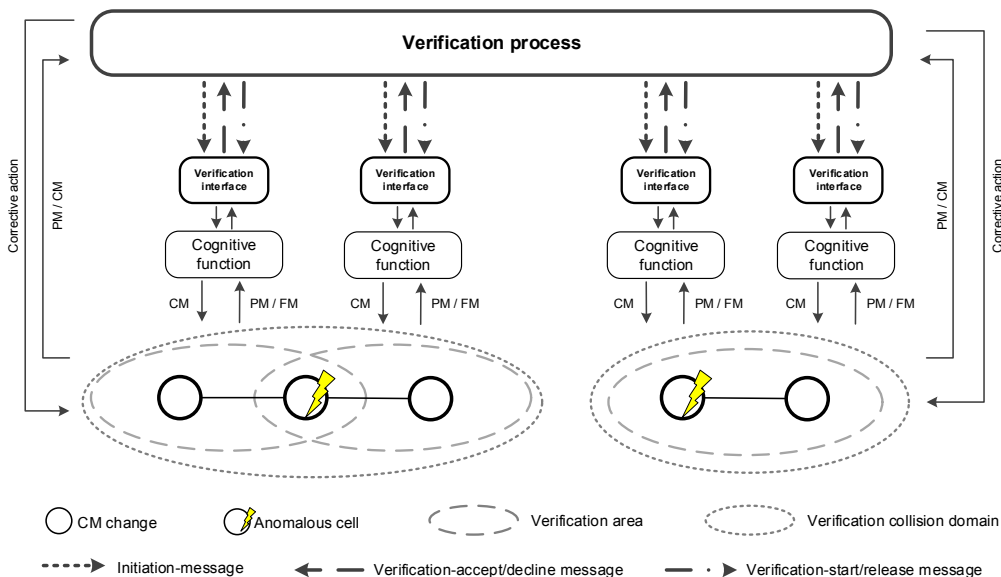 Verification process
Corrective action
PM / CM
Verification
interface
Verification
interface
Verification
interface
Verification
interface
PM / CM
Corrective action
Cognitive
function
Cognitive
function
Cognitive
function
Cognitive
function
CM
PM / FM
CM
PM / FM
CM
PM / FM
CM
PM / FM
CM change
Anomalous cell
Verification area
Verification collision domain
Initiation-message
Verification-accept/decline message
Verification-start/release message